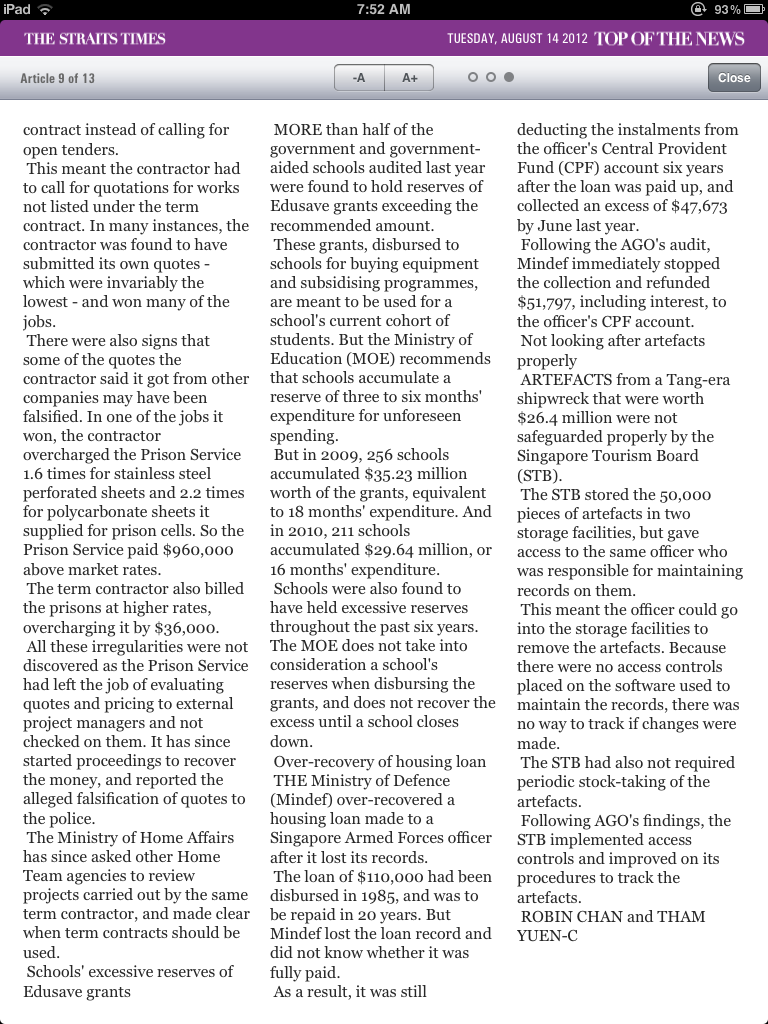 iPad 7:52 AM 93%
THE STRAITS TIMES TUESDAY, AUGUST 14 2012 TOP OF THE NEWS
Article 9 of 13 -A A+ Close
contract instead of calling for
open tenders.
This meant the contractor had
to call for quotations for works
not listed under the term
contract. In many instances, the
contractor was found to have
submitted its own quotes -
which were invariably the
lowest - and won many of the
jobs.
There were also signs that
some of the quotes the
contractor said it got from other
companies may have been
falsified. In one of the jobs it
won, the contractor
overcharged the Prison Service
1.6 times for stainless steel
perforated sheets and 2.2 times
for polycarbonate sheets it
supplied for prison cells. So the
Prison Service paid $960,000
above market rates.
The term contractor also billed
the prisons at higher rates,
overcharging it by $36,000.
All these irregularities were not
discovered as the Prison Service
had left the job of evaluating
quotes and pricing to external
project managers and not
checked on them. It has since
started proceedings to recover
the money, and reported the
alleged falsification of quotes to
the police.
The Ministry of Home Affairs
has since asked other Home
Team agencies to review
projects carried out by the same
term contractor, and made clear
when term contracts should be
used.
Schools' excessive reserves of
Edusave grants
MORE than half of the
government and government-
aided schools audited last year
were found to hold reserves of
Edusave grants exceeding the
recommended amount.
These grants, disbursed to
schools for buying equipment
and subsidising programmes,
are meant to be used for a
school's current cohort of
students. But the Ministry of
Education (MOE) recommends
that schools accumulate a
reserve of three to six months'
expenditure for unforeseen
spending.
But in 2009, 256 schools
accumulated $35.23 million
worth of the grants, equivalent
to 18 months' expenditure. And
in 2010, 211 schools
accumulated $29.64 million, or
16 months' expenditure.
Schools were also found to
have held excessive reserves
throughout the past six years.
The MOE does not take into
consideration a school's
reserves when disbursing the
grants, and does not recover the
excess until a school closes
down.
Over-recovery of housing loan
THE Ministry of Defence
(Mindef) over-recovered a
housing loan made to a
Singapore Armed Forces officer
after it lost its records.
The loan of $110,000 had been
disbursed in 1985, and was to
be repaid in 20 years. But
Mindef lost the loan record and
did not know whether it was
fully paid.
As a result, it was still
deducting the instalments from
the officer's Central Provident
Fund (CPF) account six years
after the loan was paid up, and
collected an excess of $47,673
by June last year.
Following the AGO's audit,
Mindef immediately stopped
the collection and refunded
$51,797, including interest, to
the officer's CPF account.
Not looking after artefacts
properly
ARTEFACTS from a Tang-era
shipwreck that were worth
$26.4 million were not
safeguarded properly by the
Singapore Tourism Board
(STB).
The STB stored the 50,000
pieces of artefacts in two
storage facilities, but gave
access to the same officer who
was responsible for maintaining
records on them.
This meant the officer could go
into the storage facilities to
remove the artefacts. Because
there were no access controls
placed on the software used to
maintain the records, there was
no way to track if changes were
made.
The STB had also not required
periodic stock-taking of the
artefacts.
Following AGO's findings, the
STB implemented access
controls and improved on its
procedures to track the
artefacts.
ROBIN CHAN and THAM
YUEN-C